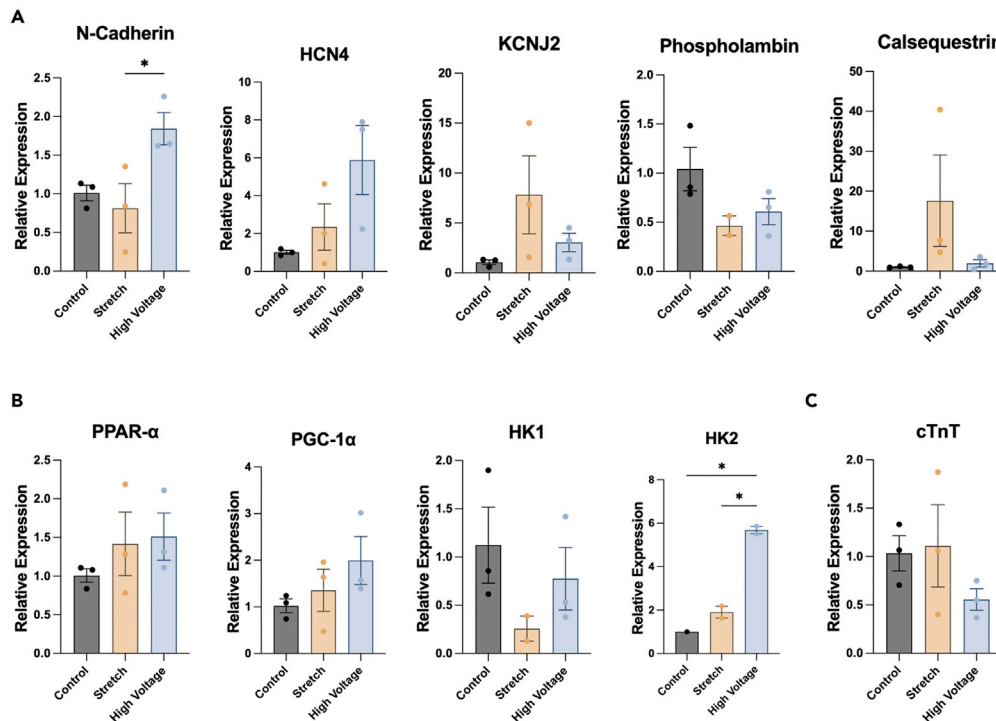 A
N-Cadherin
*
2.5
2.0
1.5
1.0
0.5
0.0
Relative Expression
Control
Stretch
High Voltage
HCN4
10
8
6
4
2
0
Relative Expression
Control
Stretch
High Voltage
KCNJ2
20
15
10
5
0
Relative Expression
Control
Stretch
High Voltage
Phospholambin
2.0
1.5
1.0
0.5
0.0
Relative Expression
Control
Stretch
High Voltage
Calsequestrin
50
40
30
20
10
0
Relative Expression
Control
Stretch
High Voltage
B
PPAR-α
2.5
2.0
1.5
1.0
0.5
0.0
Relative Expression
Control
Stretch
High Voltage
PGC-1α
4
3
2
1
0
Relative Expression
Control
Stretch
High Voltage
HK1
2.0
1.5
1.0
0.5
0.0
Relative Expression
Control
Stretch
High Voltage
HK2
*
*
8
6
4
2
0
Relative Expression
Control
Stretch
High Voltage
C
cTnT
2.0
1.5
1.0
0.5
0.0
Relative Expression
Control
Stretch
High Voltage